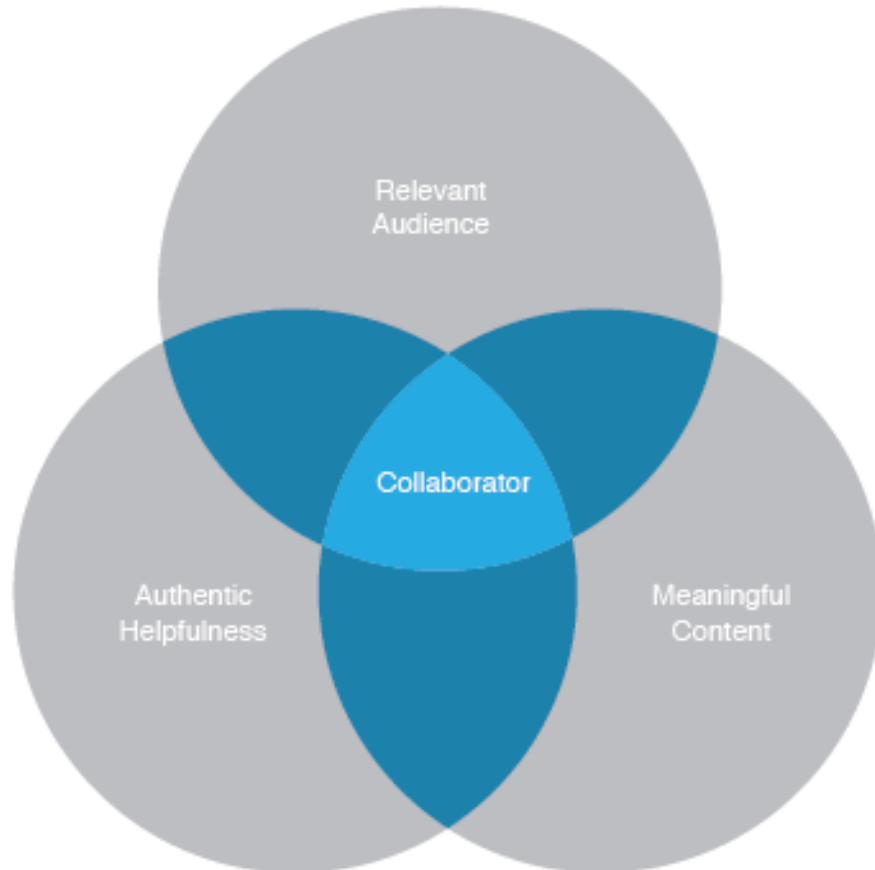 Relevant
Audience
Collaborator
Authentic
Helpfulness
Meaningful
Content